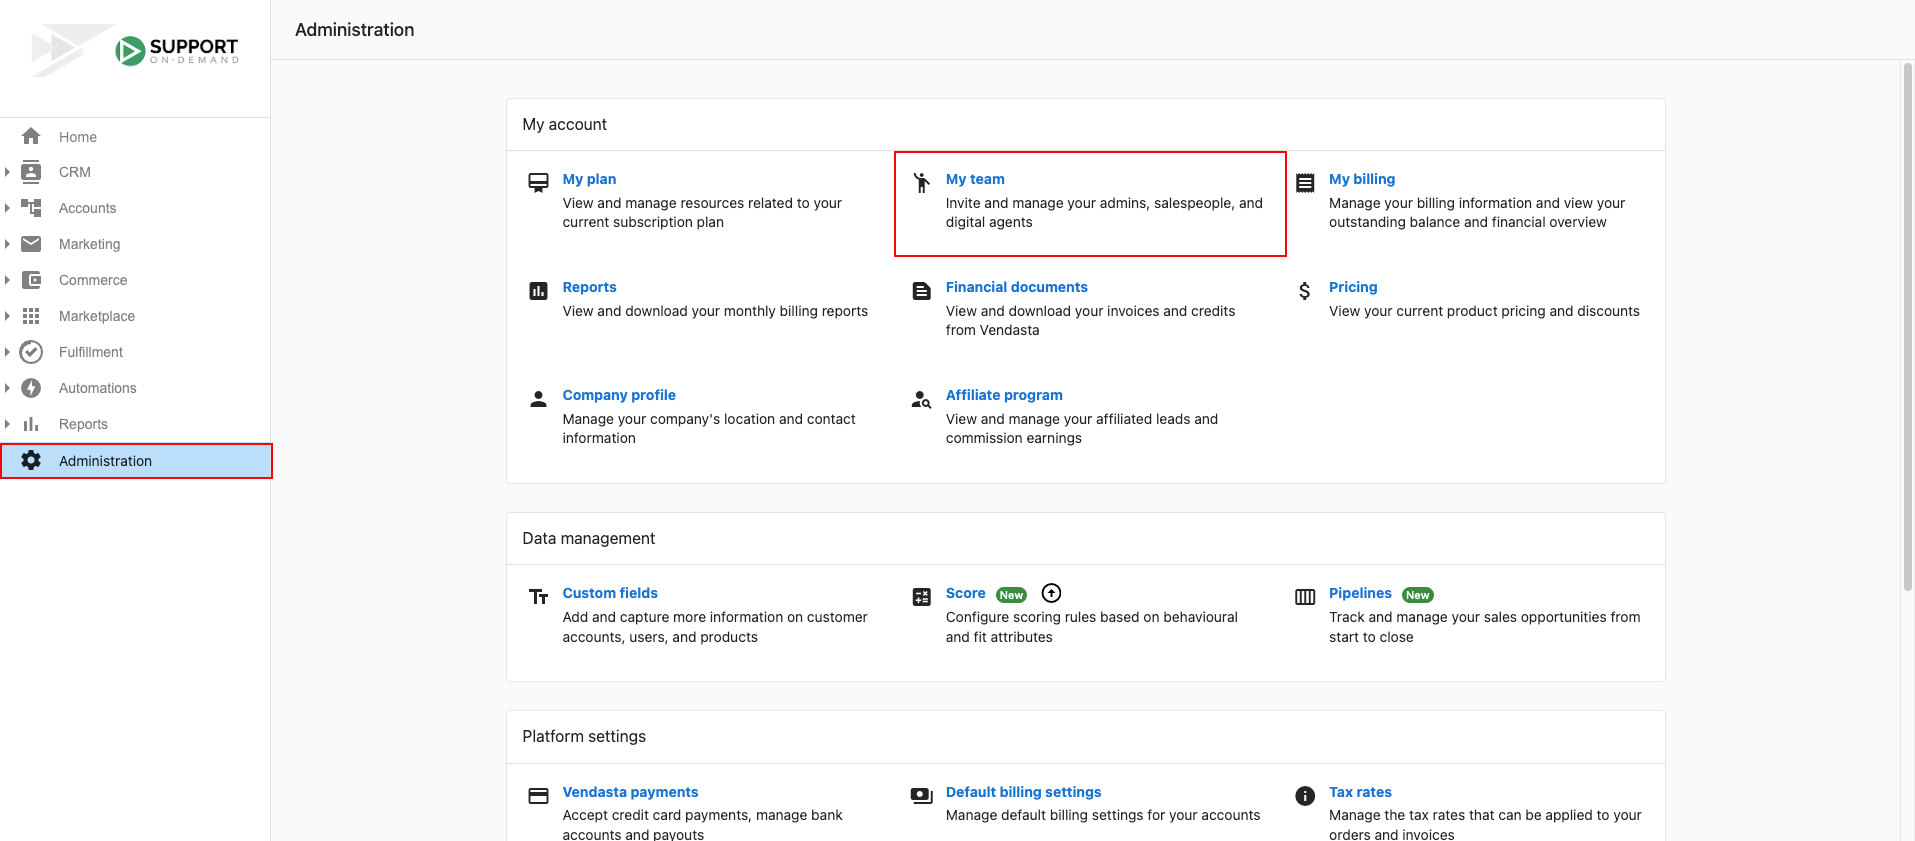 SUPPORT
ON-DEMAND
Administration
Home
CRM
Accounts
Marketing
Commerce
Marketplace
Fulfillment
Automations
Reports
Administration
My account
My plan
View and manage resources related to your
current subscription plan
My team
Invite and manage your admins, salespeople, and
digital agents
My billing
Manage your billing information and view your
outstanding balance and financial overview
Reports
View and download your monthly billing reports
Financial documents
View and download your invoices and credits
from Vendasta
Pricing
View your current product pricing and discounts
Company profile
Manage your company's location and contact
information
Affiliate program
View and manage your affiliated leads and
commission earnings
Data management
Custom fields
Add and capture more information on customer
accounts, users, and products
Score New
Configure scoring rules based on behavioural
and fit attributes
Pipelines New
Track and manage your sales opportunities from
start to close
Platform settings
Vendasta payments
Accept credit card payments, manage bank
accounts and payouts
Default billing settings
Manage default billing settings for your accounts
Tax rates
Manage the tax rates that can be applied to your
orders and invoices